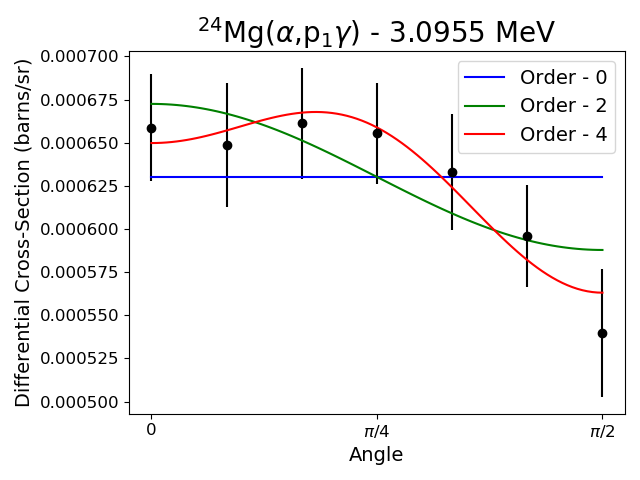 ²⁴Mg(α,p₁γ) - 3.0955 MeV
Differential Cross-Section (barns/sr)
0.000700
0.000675
0.000650
0.000625
0.000600
0.000575
0.000550
0.000525
0.000500
Order - 0
Order - 2
Order - 4
0
π/4
π/2
Angle